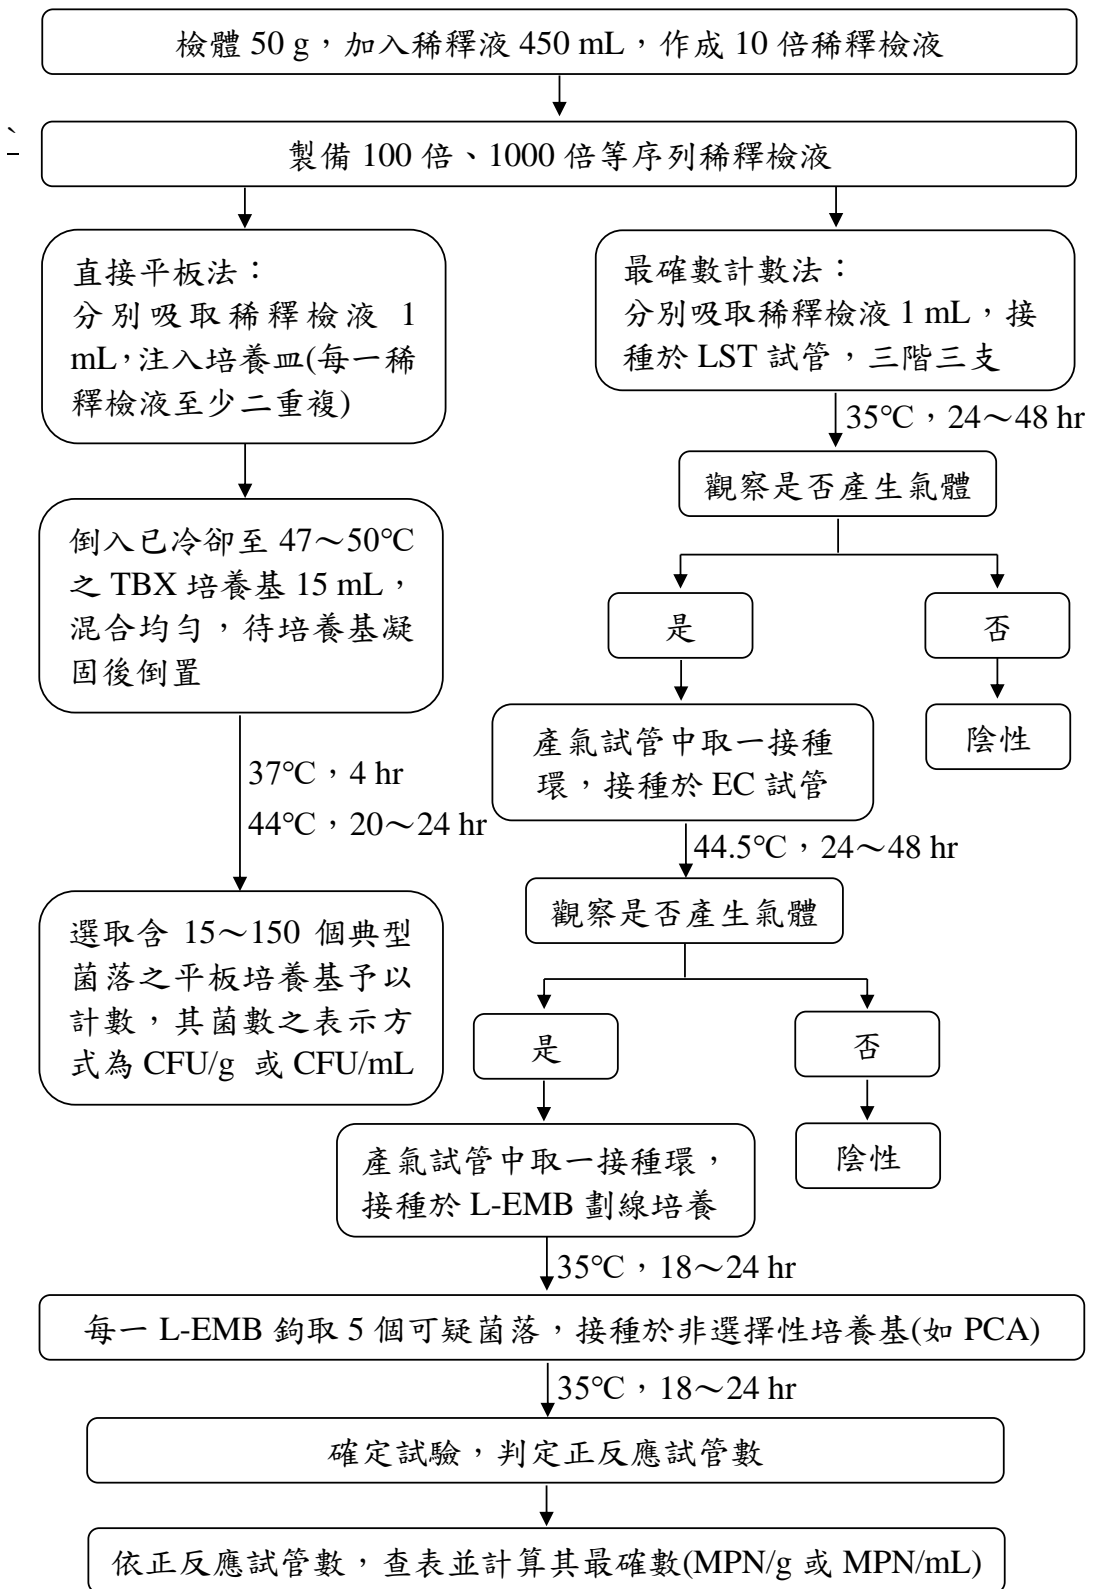 檢體 50 g，加入稀釋液 450 mL，作成 10 倍稀釋檢液
、
製備 100 倍、1000 倍等序列稀釋檢液
直接平板法：
分別吸取稀釋檢液 1
mL，注入培養皿(每一稀
釋檢液至少二重複)
倒入已冷卻至 47～50°C
之 TBX 培養基 15 mL，
混合均勻，待培養基凝
固後倒置
37°C，4 hr
44°C，20～24 hr
選取含 15～150 個典型
菌落之平板培養基予以
計數，其菌數之表示方
式為 CFU/g 或 CFU/mL
最確數計數法：
分別吸取稀釋檢液 1 mL，接
種於 LST 試管，三階三支
35°C，24～48 hr
觀察是否產生氣體
是
否
陰性
產氣試管中取一接種
環，接種於 EC 試管
44.5°C，24～48 hr
觀察是否產生氣體
是
否
陰性
產氣試管中取一接種環，
接種於 L-EMB 劃線培養
35°C，18～24 hr
每一 L-EMB 鉤取 5 個可疑菌落，接種於非選擇性培養基(如 PCA)
35°C，18～24 hr
確定試驗，判定正反應試管數
依正反應試管數，查表並計算其最確數(MPN/g 或 MPN/mL)